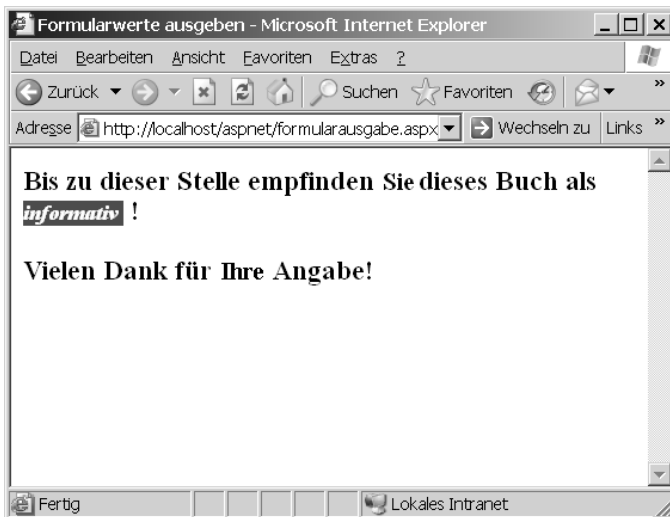 Formularwerte ausgeben - Microsoft Internet Explorer
Datei Bearbeiten Ansicht Favoriten Extras ?
Zurück Suchen Favoriten »
Adresse http://localhost/aspnet/formularausgabe.aspx Wechseln zu Links »
Bis zu dieser Stelle empfinden Sie dieses Buch als
informativ !
Vielen Dank für Ihre Angabe!
Fertig Lokales Intranet